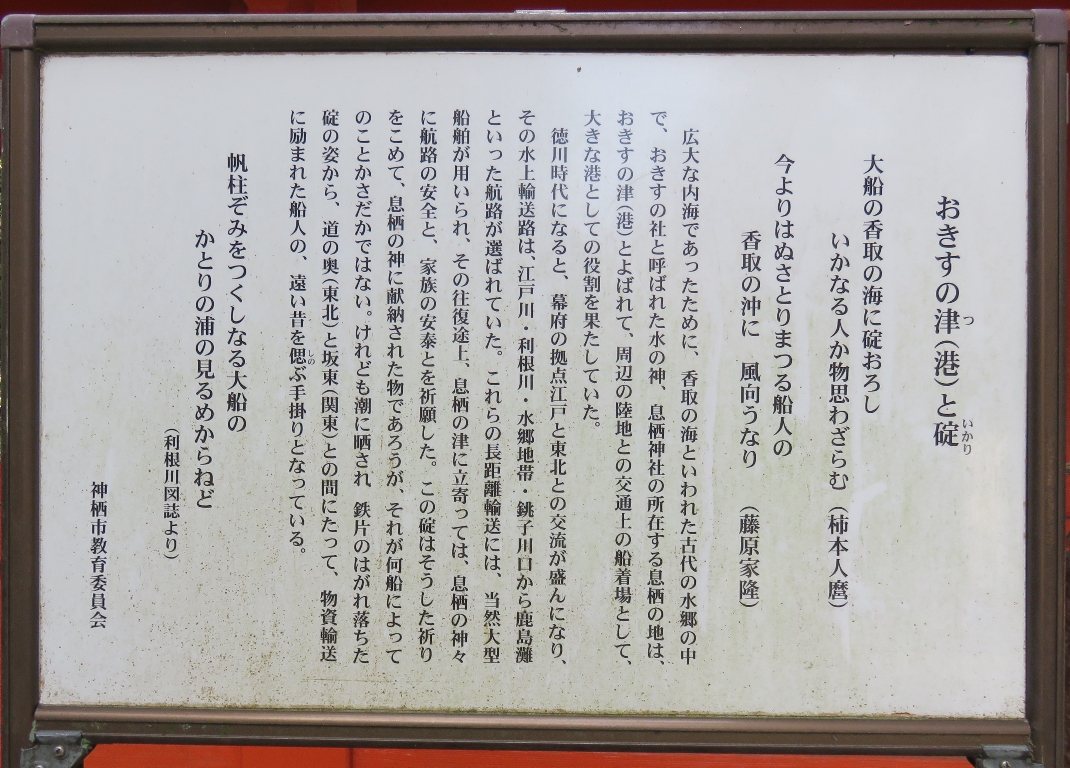 おきすの津(港)と碇
つ
いかり
大船の香取の海に碇おろし
いかなる人か物思わざらむ (柿本人麿)
今よりはぬさとりまつる船人の
香取の沖に 風向うなり (藤原家隆)
広大な内海であったために、香取の海といわれた古代の水郷の中
で、おきすの社と呼ばれた水の神、息栖神社の所在する息栖の地は、
おきすの津(港)とよばれて、周辺の陸地との交通上の船着場として、
大きな港としての役割を果たしていた。
徳川時代になると、幕府の拠点江戸と東北との交流が盛んになり、
その水上輸送路は、江戸川・利根川・水郷地帯・銚子川口から鹿島灘
といった航路が選ばれていた。これらの長距離輸送には、当然大型
船舶が用いられ、その往復途上、息栖の津に立寄っては、息栖の神々
に航路の安全と、家族の安泰とを祈願した。この碇はそうした祈り
をこめて、息栖の神に献納された物であろうが、それが何船によって
のことかさだかではない。けれども潮に晒され、鉄片のはがれ落ちた
碇の姿から、道の奥(東北)と坂東(関東)との間にたって、物資輸送
に励まれた船人の、遠い昔を偲ぶ手掛りとなっている。
しの
帆柱ぞみをつくしなる大船の
かとりの浦の見るめからねど
(利根川図誌より)
神栖市教育委員会